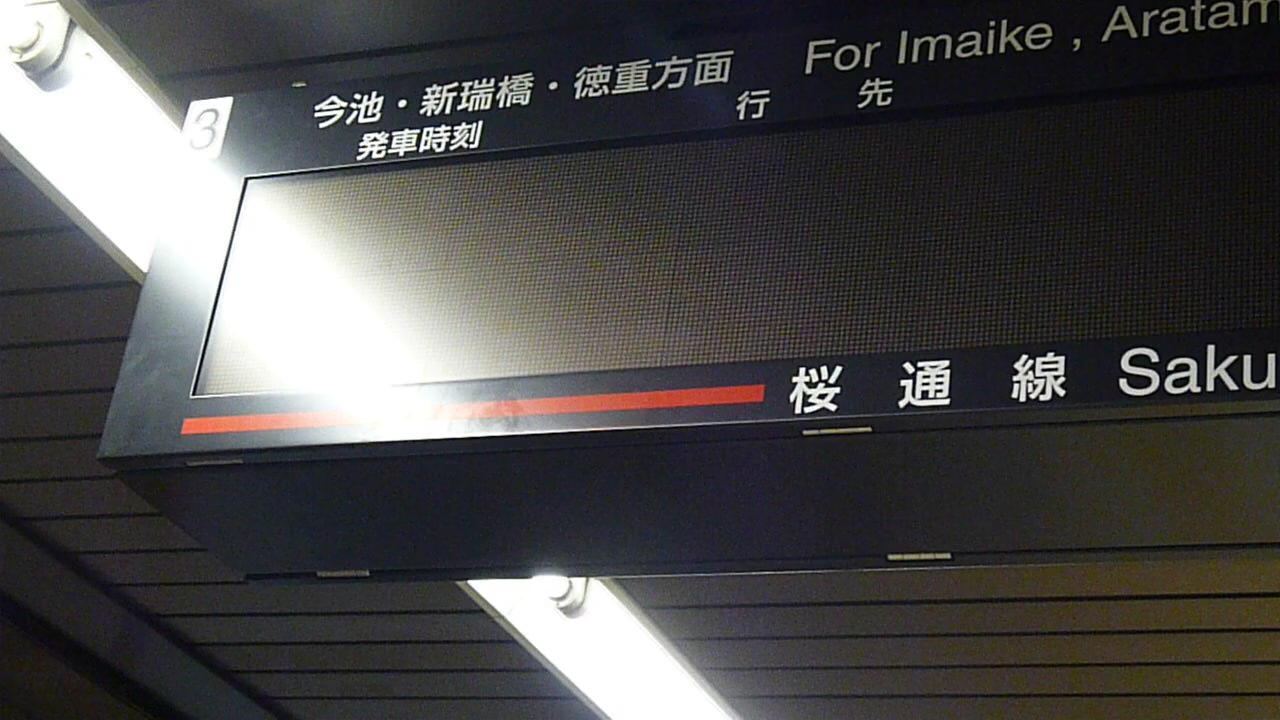 3 今池・新瑞橋・徳重方面 For Imaike , Aratam
発車時刻 行 先
桜 通 線 Saku